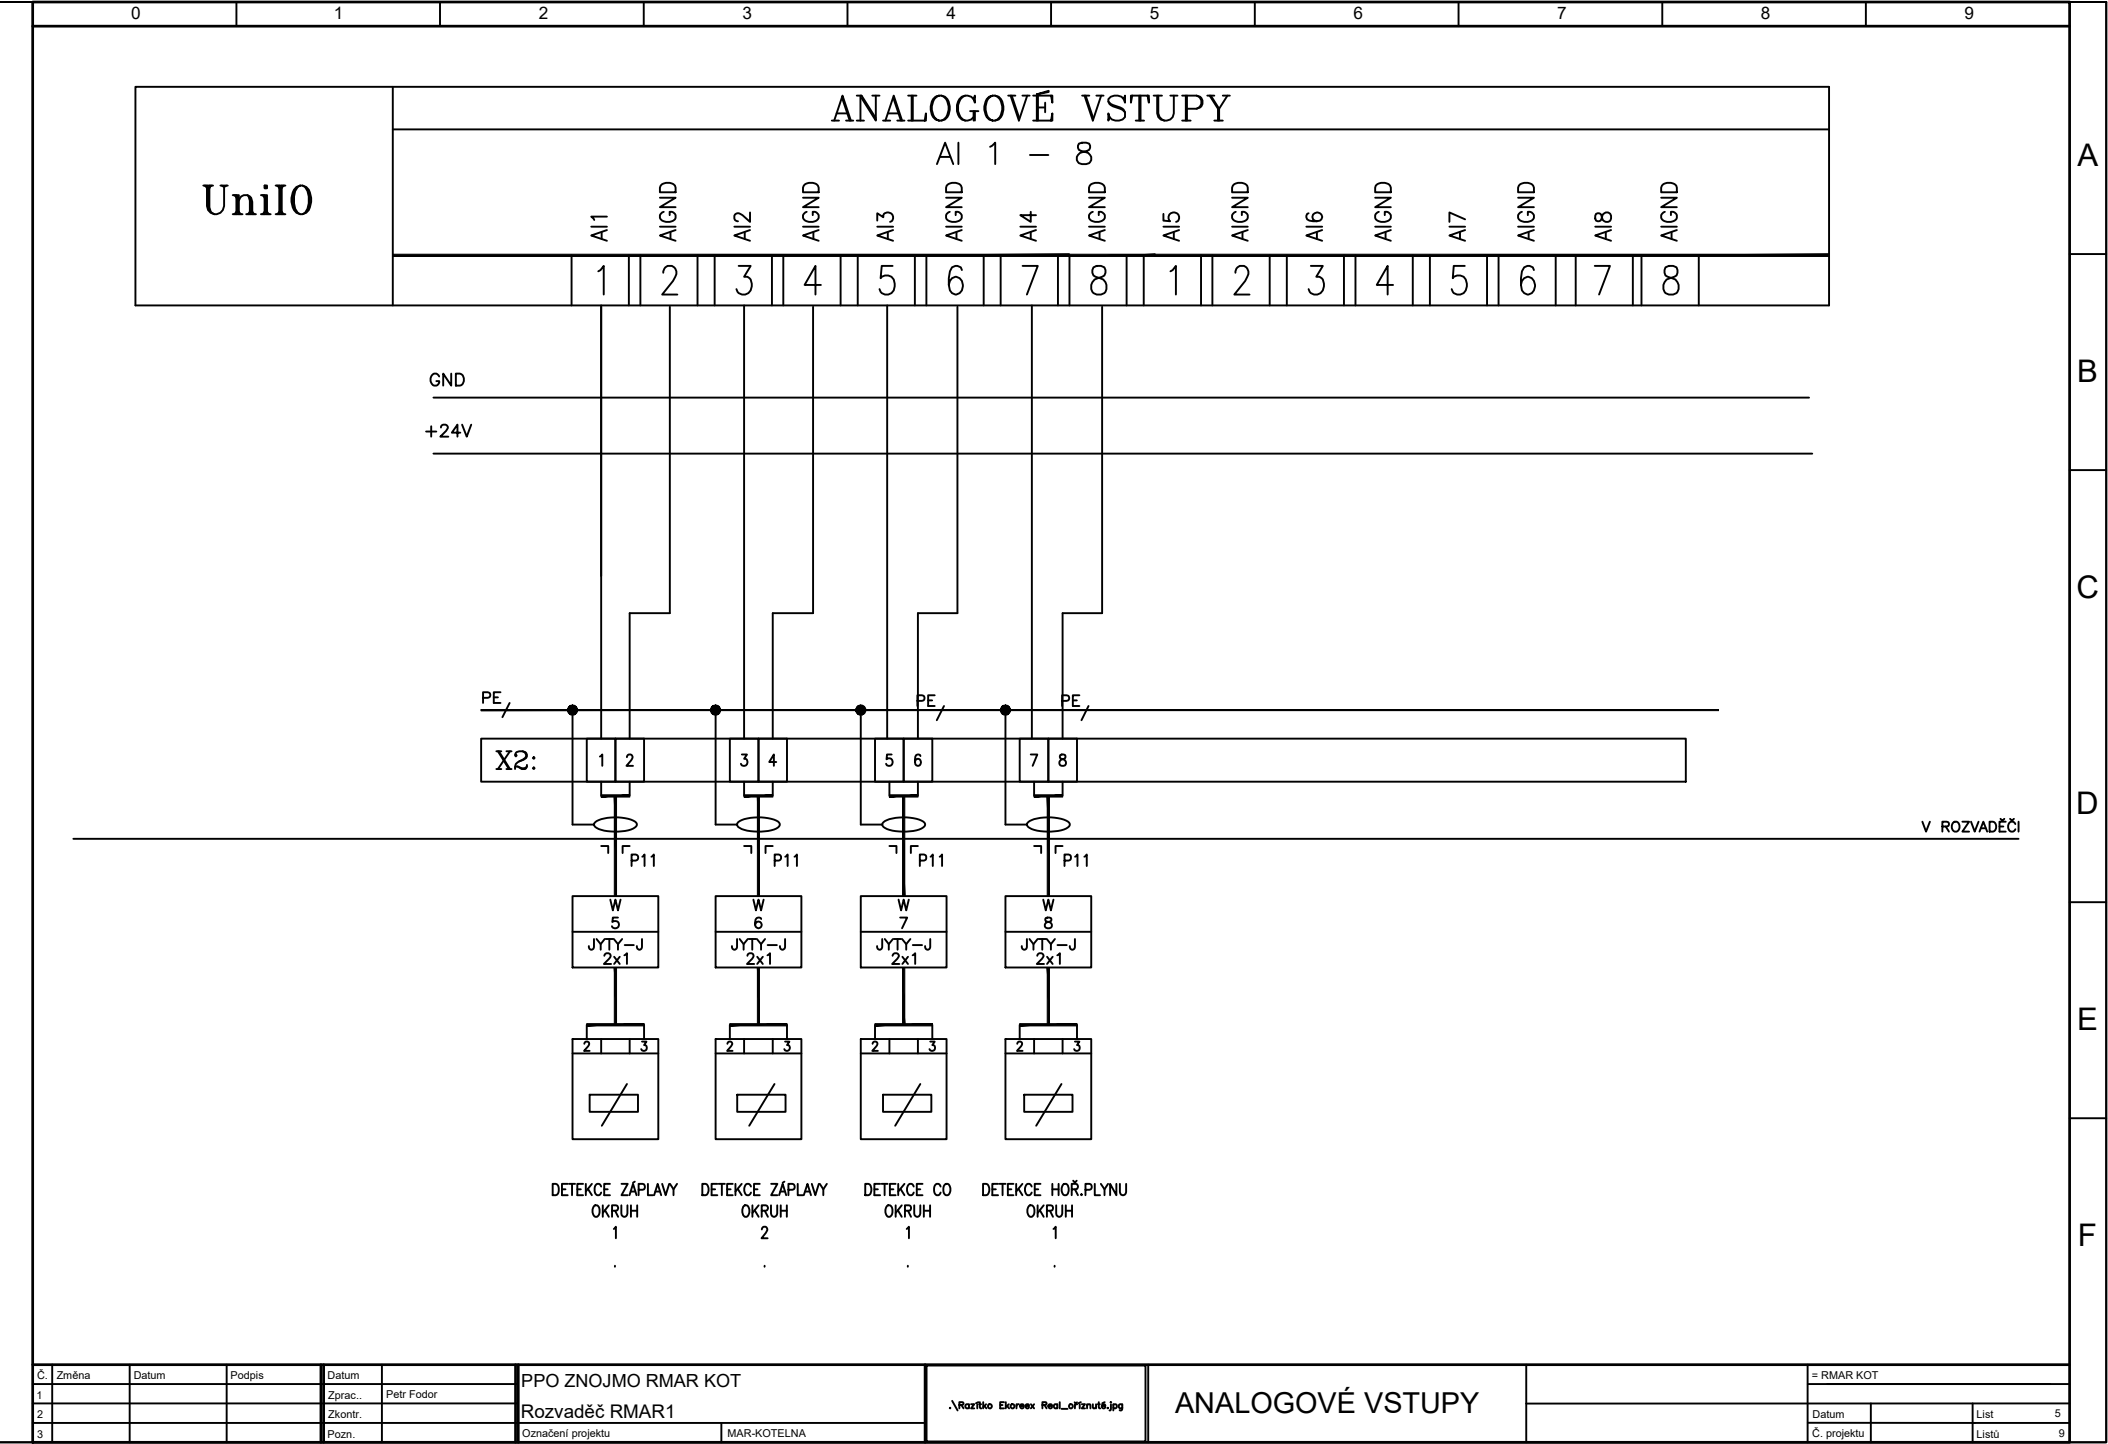 0 1 2 3 4 5 6 7 8 9
ANALOGOVÉ VSTUPY
AI 1 – 8
UniIO
AI1 AIGND AI2 AIGND AI3 AIGND AI4 AIGND AI5 AIGND AI6 AIGND AI7 AIGND AI8 AIGND
1 2 3 4 5 6 7 8 1 2 3 4 5 6 7 8
A
B
C
D
E
F
GND
+24V
PE PE PE
X2: 1 2 3 4 5 6 7 8
V ROZVADĚČI
P11 P11 P11 P11
W W W W
5 6 7 8
JYTY–J JYTY–J JYTY–J JYTY–J
2x1 2x1 2x1 2x1
2 3 2 3 2 3 2 3
DETEKCE ZÁPLAVY DETEKCE ZÁPLAVY DETEKCE CO DETEKCE HOŘ.PLYNU
OKRUH OKRUH OKRUH OKRUH
1 2 1 1
. . . .
Č. Změna Datum Podpis Datum
1 Zprac.. Petr Fodor
2 Zkontr.
3 Pozn.
PPO ZNOJMO RMAR KOT
Rozvaděč RMAR1
Označení projektu MAR-KOTELNA
.\Razítko Ekoreex Real_oříznuté.jpg
ANALOGOVÉ VSTUPY
= RMAR KOT
Datum List 5
Č. projektu Listů 9